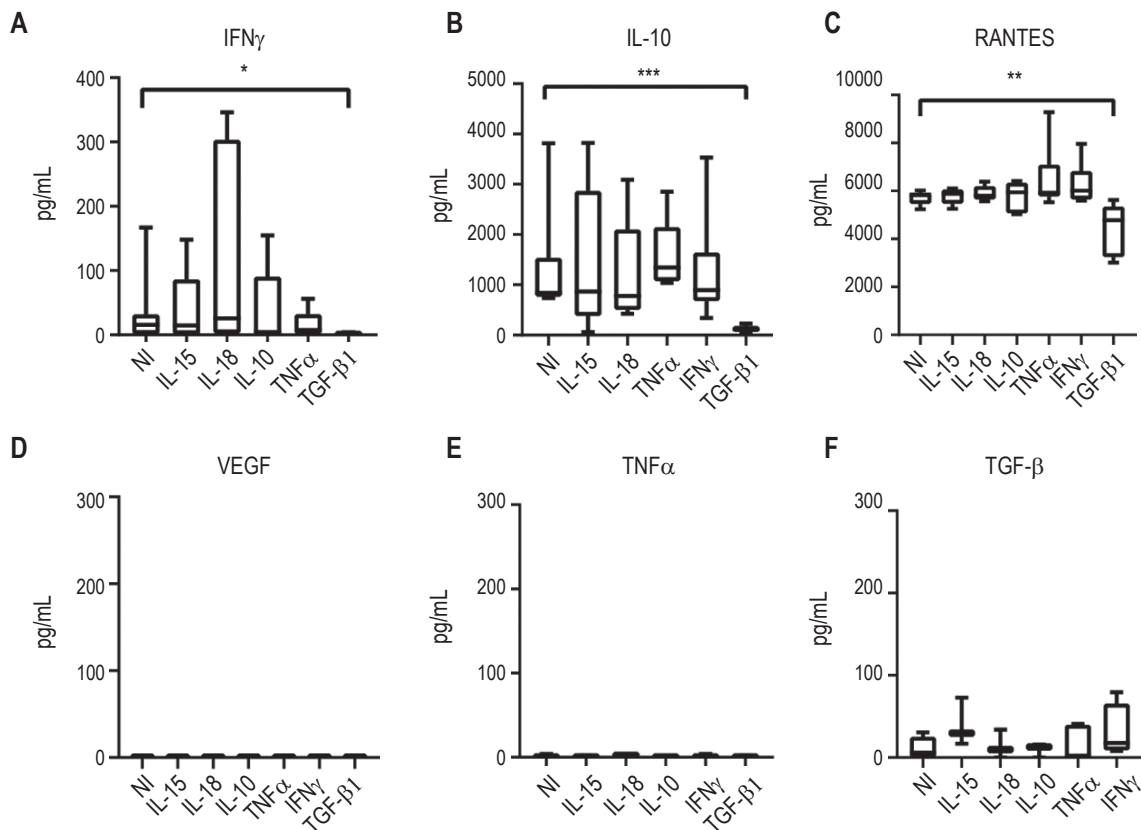 A
IFNγ
*
pg/mL
400
300
200
100
0
NI
IL-15
IL-18
IL-10
TNFα
TGF-β1
B
IL-10
***
pg/mL
5000
4000
3000
2000
1000
0
NI
IL-15
IL-18
TNFα
IFNγ
TGF-β1
C
RANTES
**
pg/mL
10000
8000
6000
4000
2000
0
NI
IL-15
IL-18
IL-10
TNFα
IFNγ
TGF-β1
D
VEGF
pg/mL
300
200
100
0
NI
IL-15
IL-18
IL-10
TNFα
IFNγ
TGF-β1
E
TNFα
pg/mL
300
200
100
0
NI
IL-15
IL-18
IL-10
IFNγ
TGF-β1
F
TGF-β
pg/mL
300
200
100
0
NI
IL-15
IL-18
IL-10
TNFα
IFNγ